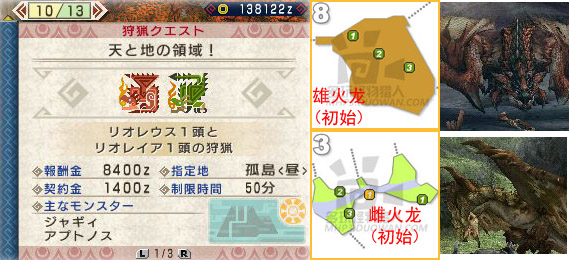 10/13
138122z
狩猟クエスト
天と地の領域！
リオレウス１頭と
リオレイア１頭の狩猟
報酬金 8400z
指定地 孤島<昼>
契約金 1400z
制限時間 50分
主なモンスター
ジャギィ
アプトノス
L 1/3 R
8
1
2
3
雄火龙
(初始)
3
2
1
2
3
雌火龙
(初始)